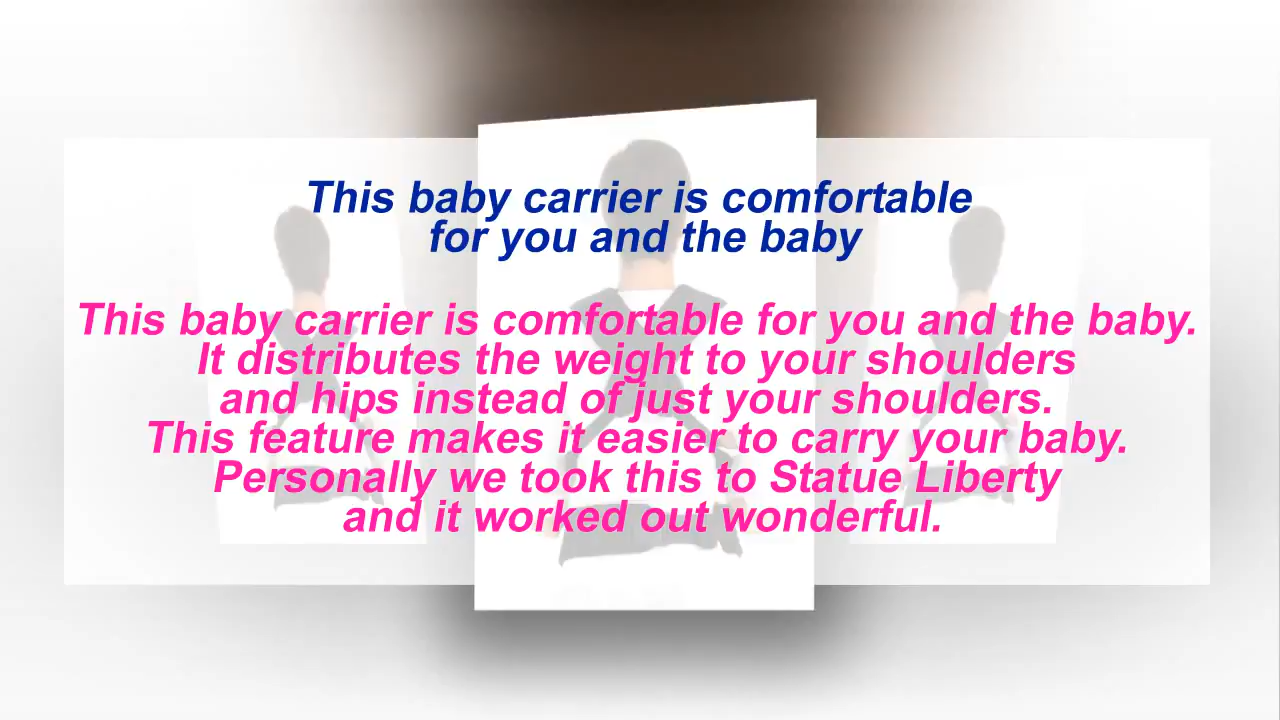 This baby carrier is comfortable
for you and the baby
This baby carrier is comfortable for you and the baby.
It distributes the weight to your shoulders
and hips instead of just your shoulders.
This feature makes it easier to carry your baby.
Personally we took this to Statue Liberty
and it worked out wonderful.